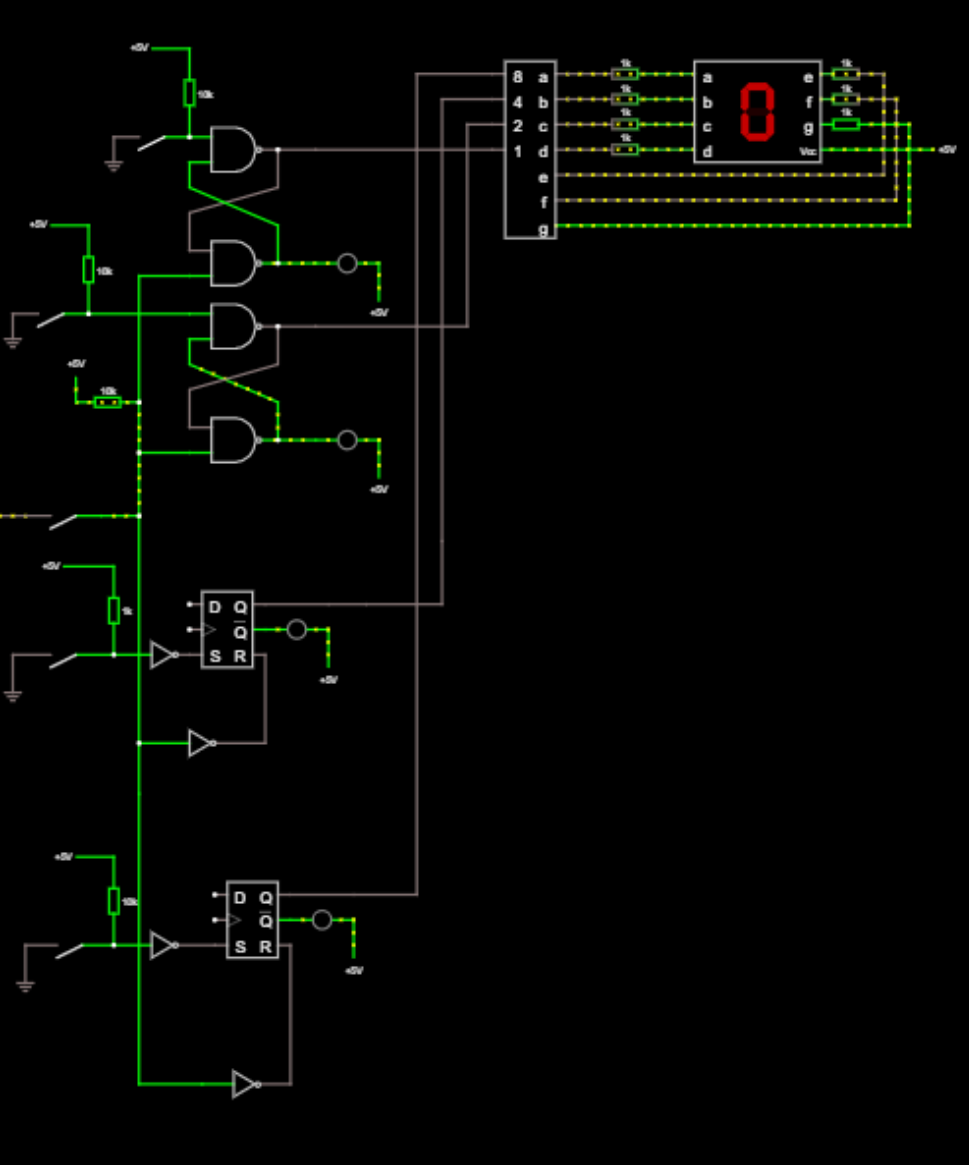 +5V
10k
8 a 1k a e 1k
4 b 1k b f 1k
2 c 1k c g 1k
1 d 1k d Vcc +5V
e
f
g
0
+5V
10k
+5V
+5V
10k
+5V
+5V
1k
D Q
Q
S R
+5V
+5V
10k
D Q
Q
S R
+5V